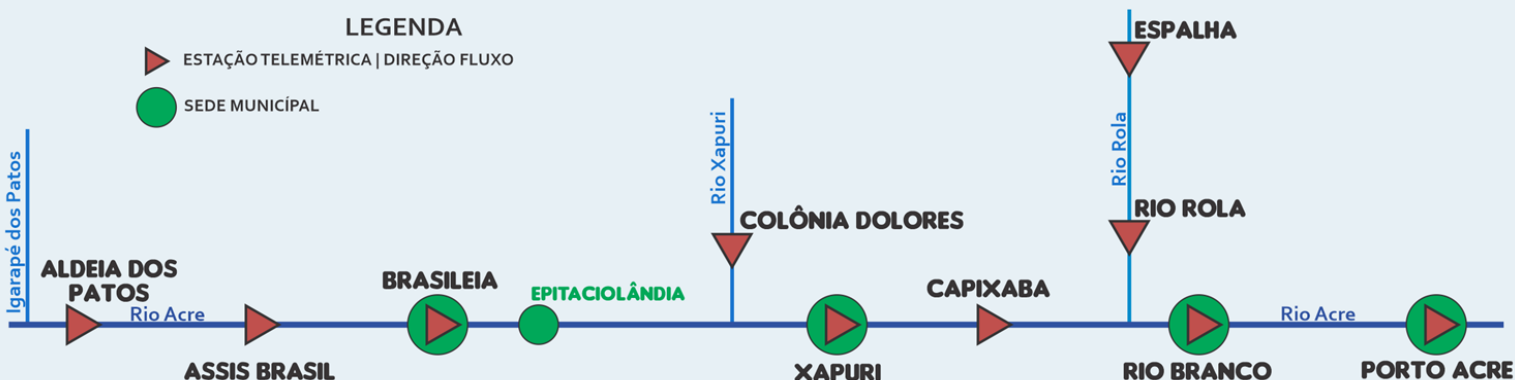 LEGENDA
ESTAÇÃO TELEMÉTRICA | DIREÇÃO FLUXO
SEDE MUNICÍPAL
Igarapé dos Patos
ALDEIA DOS
PATOS
Rio Acre
ASSIS BRASIL
BRASILEIA
EPITACIOLÂNDIA
Rio Xapuri
COLÔNIA DOLORES
XAPURI
CAPIXABA
ESPALHA
Rio Rola
RIO ROLA
RIO BRANCO
Rio Acre
PORTO ACRE